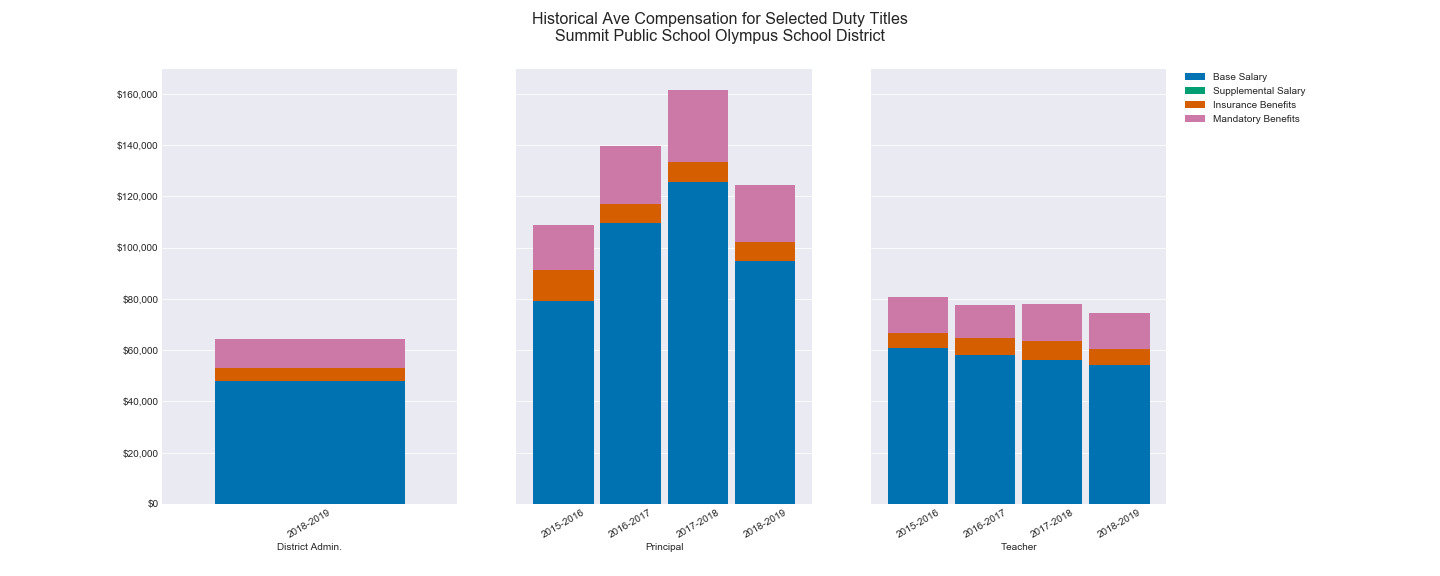 Historical Ave Compensation for Selected Duty Titles
Summit Public School Olympus School District
Base Salary
Supplemental Salary
Insurance Benefits
Mandatory Benefits
$160,000
$140,000
$120,000
$100,000
$80,000
$60,000
$40,000
$20,000
$0
2018-2019
2015-2016
2016-2017
2017-2018
2018-2019
2015-2016
2016-2017
2017-2018
2018-2019
District Admin.
Principal
Teacher